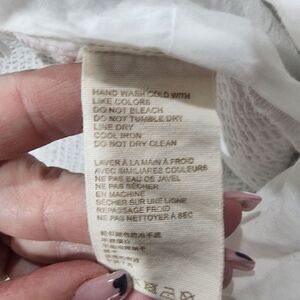 HAND WASH COLD WITH
LIKE COLORS
DO NOT BLEACH
DO NOT TUMBLE DRY
LINE DRY
COOL IRON
DO NOT DRY CLEAN
LAVER À LA MAIN À FROID
AVEC SIMILAIRES COULEURS
NE PAS EAU DE JAVEL
NE PAS SÉCHER
EN MACHINE
SÉCHER SUR UNE LIGNE
REPASSAGE FROID
NE PAS NETTOYER À SEC